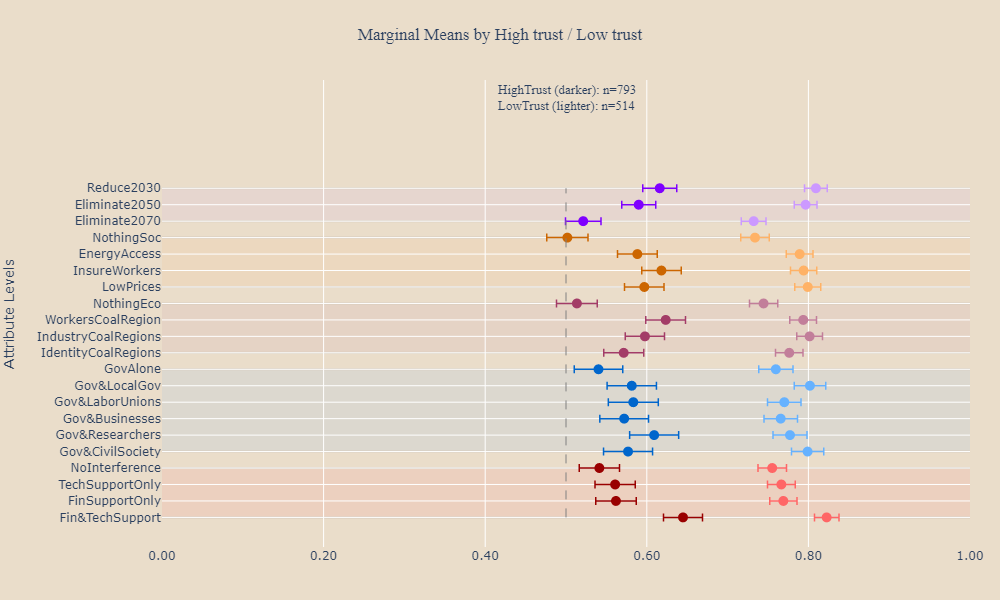 Marginal Means by High trust / Low trust
HighTrust (darker): n=793
LowTrust (lighter): n=514
Attribute Levels
Reduce2030
Eliminate2050
Eliminate2070
NothingSoc
EnergyAccess
InsureWorkers
LowPrices
NothingEco
WorkersCoalRegion
IndustryCoalRegions
IdentityCoalRegions
GovAlone
Gov&LocalGov
Gov&LaborUnions
Gov&Businesses
Gov&Researchers
Gov&CivilSociety
NoInterference
TechSupportOnly
FinSupportOnly
Fin&TechSupport
0.00 0.20 0.40 0.60 0.80 1.00